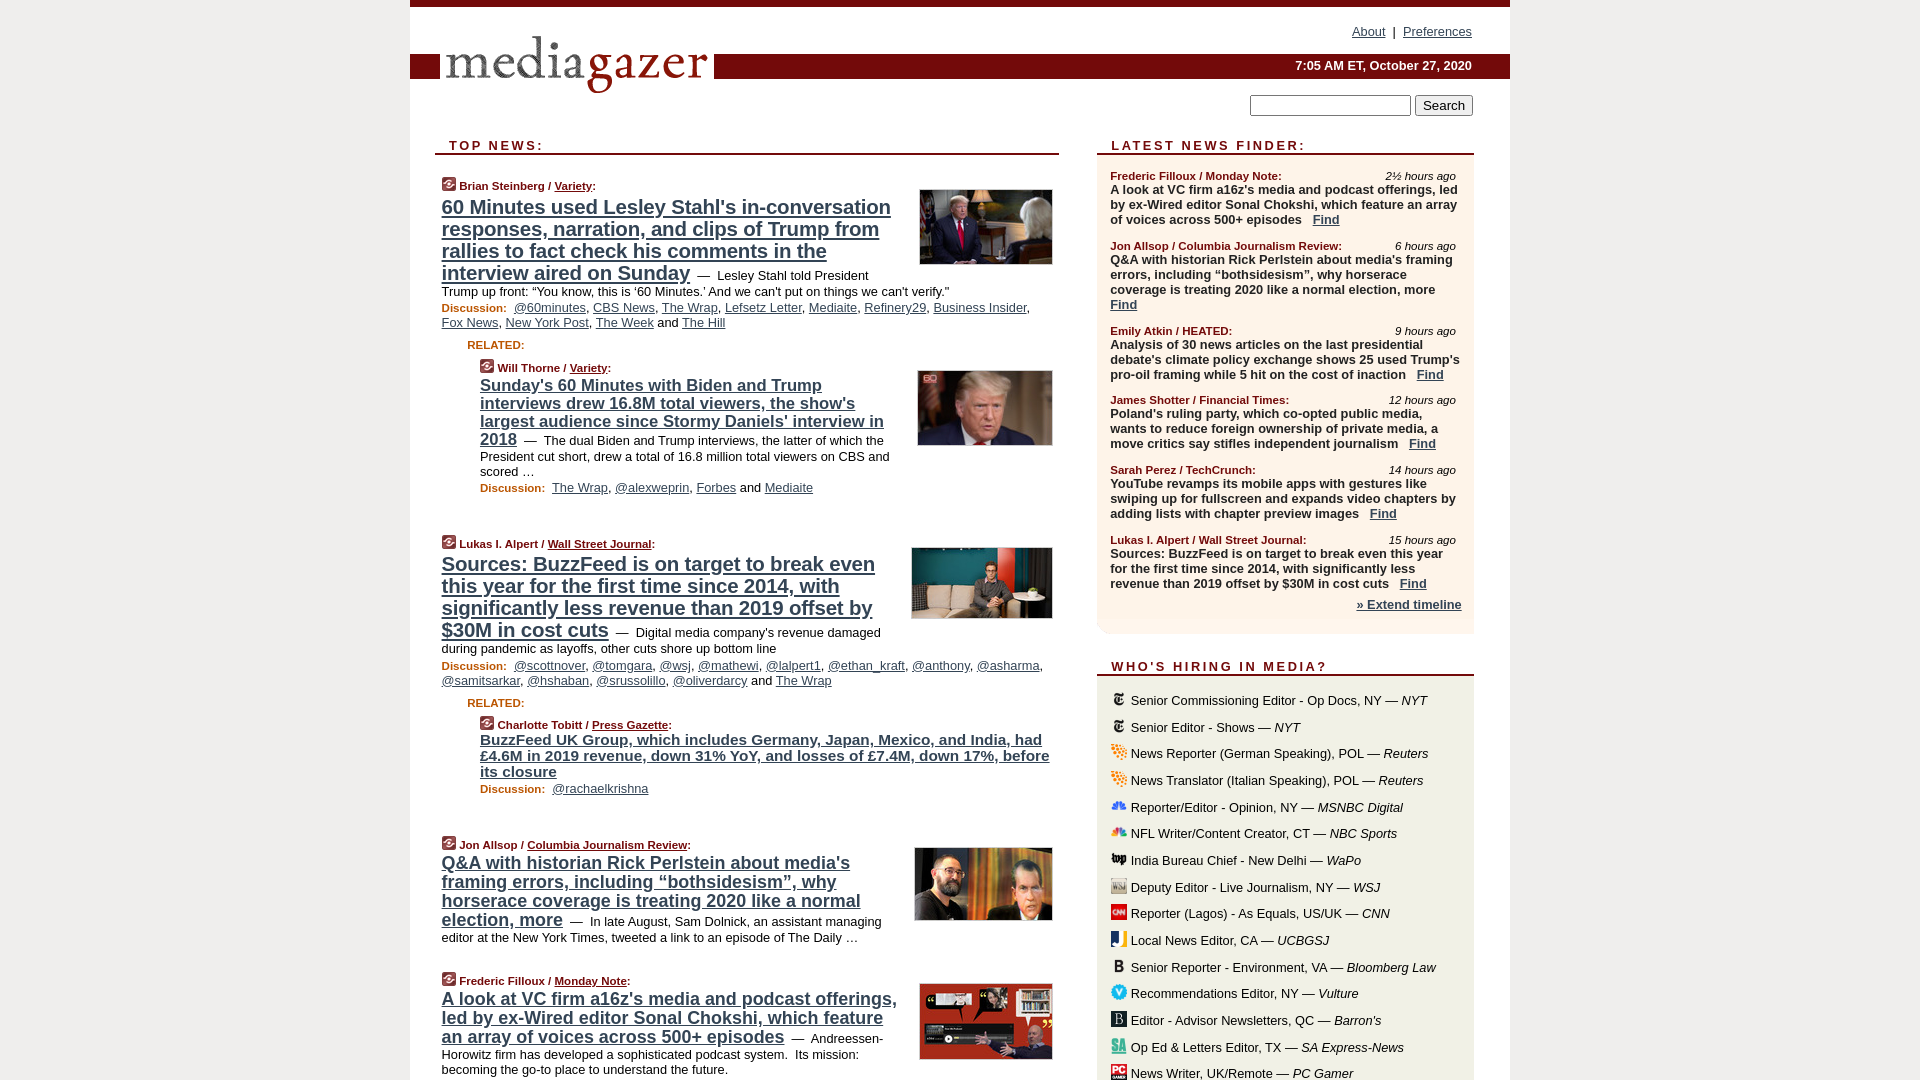 About | Preferences
mediagazer
7:05 AM ET, October 27, 2020
Search
TOP NEWS:
Brian Steinberg / Variety:
60 Minutes used Lesley Stahl's in-conversation
responses, narration, and clips of Trump from
rallies to fact check his comments in the
interview aired on Sunday — Lesley Stahl told President
Trump up front: “You know, this is ‘60 Minutes.’ And we can't put on things we can't verify."
Discussion: @60minutes, CBS News, The Wrap, Lefsetz Letter, Mediaite, Refinery29, Business Insider,
Fox News, New York Post, The Week and The Hill
RELATED:
Will Thorne / Variety:
Sunday's 60 Minutes with Biden and Trump
interviews drew 16.8M total viewers, the show's
largest audience since Stormy Daniels' interview in
2018 — The dual Biden and Trump interviews, the latter of which the
President cut short, drew a total of 16.8 million total viewers on CBS and
scored …
60
Discussion: The Wrap, @alexweprin, Forbes and Mediaite
Lukas I. Alpert / Wall Street Journal:
Sources: BuzzFeed is on target to break even
this year for the first time since 2014, with
significantly less revenue than 2019 offset by
$30M in cost cuts — Digital media company's revenue damaged
during pandemic as layoffs, other cuts shore up bottom line
Discussion: @scottnover, @tomgara, @wsj, @mathewi, @lalpert1, @ethan_kraft, @anthony, @asharma,
@samitsarkar, @hshaban, @srussolillo, @oliverdarcy and The Wrap
RELATED:
Charlotte Tobitt / Press Gazette:
BuzzFeed UK Group, which includes Germany, Japan, Mexico, and India, had
£4.6M in 2019 revenue, down 31% YoY, and losses of £7.4M, down 17%, before
its closure
Discussion: @rachaelkrishna
Jon Allsop / Columbia Journalism Review:
Q&A with historian Rick Perlstein about media's
framing errors, including “bothsidesism”, why
horserace coverage is treating 2020 like a normal
election, more — In late August, Sam Dolnick, an assistant managing
editor at the New York Times, tweeted a link to an episode of The Daily …
Frederic Filloux / Monday Note:
A look at VC firm a16z's media and podcast offerings,
led by ex-Wired editor Sonal Chokshi, which feature
an array of voices across 500+ episodes — Andreessen-
Horowitz firm has developed a sophisticated podcast system. Its mission:
becoming the go-to place to understand the future.
LATEST NEWS FINDER:
Frederic Filloux / Monday Note: 2½ hours ago
A look at VC firm a16z's media and podcast offerings, led
by ex-Wired editor Sonal Chokshi, which feature an array
of voices across 500+ episodes Find
Jon Allsop / Columbia Journalism Review: 6 hours ago
Q&A with historian Rick Perlstein about media's framing
errors, including “bothsidesism”, why horserace
coverage is treating 2020 like a normal election, more
Find
Emily Atkin / HEATED: 9 hours ago
Analysis of 30 news articles on the last presidential
debate's climate policy exchange shows 25 used Trump's
pro-oil framing while 5 hit on the cost of inaction Find
James Shotter / Financial Times: 12 hours ago
Poland's ruling party, which co-opted public media,
wants to reduce foreign ownership of private media, a
move critics say stifles independent journalism Find
Sarah Perez / TechCrunch: 14 hours ago
YouTube revamps its mobile apps with gestures like
swiping up for fullscreen and expands video chapters by
adding lists with chapter preview images Find
Lukas I. Alpert / Wall Street Journal: 15 hours ago
Sources: BuzzFeed is on target to break even this year
for the first time since 2014, with significantly less
revenue than 2019 offset by $30M in cost cuts Find
» Extend timeline
WHO'S HIRING IN MEDIA?
Senior Commissioning Editor - Op Docs, NY — NYT
Senior Editor - Shows — NYT
News Reporter (German Speaking), POL — Reuters
News Translator (Italian Speaking), POL — Reuters
Reporter/Editor - Opinion, NY — MSNBC Digital
NFL Writer/Content Creator, CT — NBC Sports
wp India Bureau Chief - New Delhi — WaPo
WSJ Deputy Editor - Live Journalism, NY — WSJ
CNN Reporter (Lagos) - As Equals, US/UK — CNN
Local News Editor, CA — UCBGSJ
B Senior Reporter - Environment, VA — Bloomberg Law
Recommendations Editor, NY — Vulture
B Editor - Advisor Newsletters, QC — Barron's
SA Op Ed & Letters Editor, TX — SA Express-News
PC GAMER News Writer, UK/Remote — PC Gamer